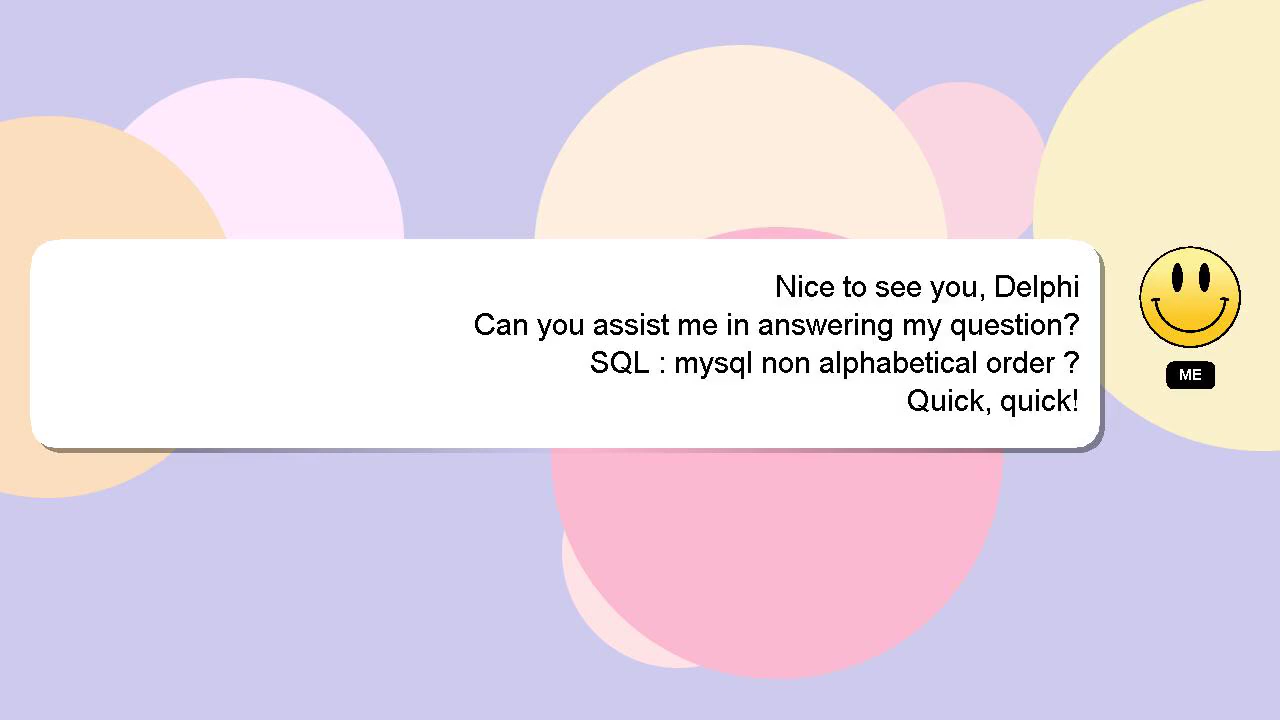 Nice to see you, Delphi
Can you assist me in answering my question?
SQL : mysql non alphabetical order ?
Quick, quick!
ME